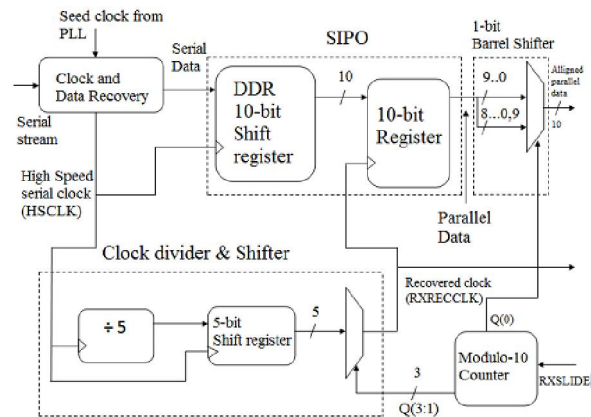 Seed clock from
PLL
Clock and
Data Recovery
Serial
stream
Serial
Data
High Speed
serial clock
(HSCLK)
SIPO
DDR
10-bit
Shift
register
10
10-bit
Register
1-bit
Barrel Shifter
9..0
8...0,9
Alligned
parallel
data
10
Parallel
Data
Clock divider & Shifter
÷5
5-bit
Shift register
5
Recovered clock
(RXRECCLK)
Q(0)
Modulo-10
Counter
RXSLIDE
3
Q(3:1)